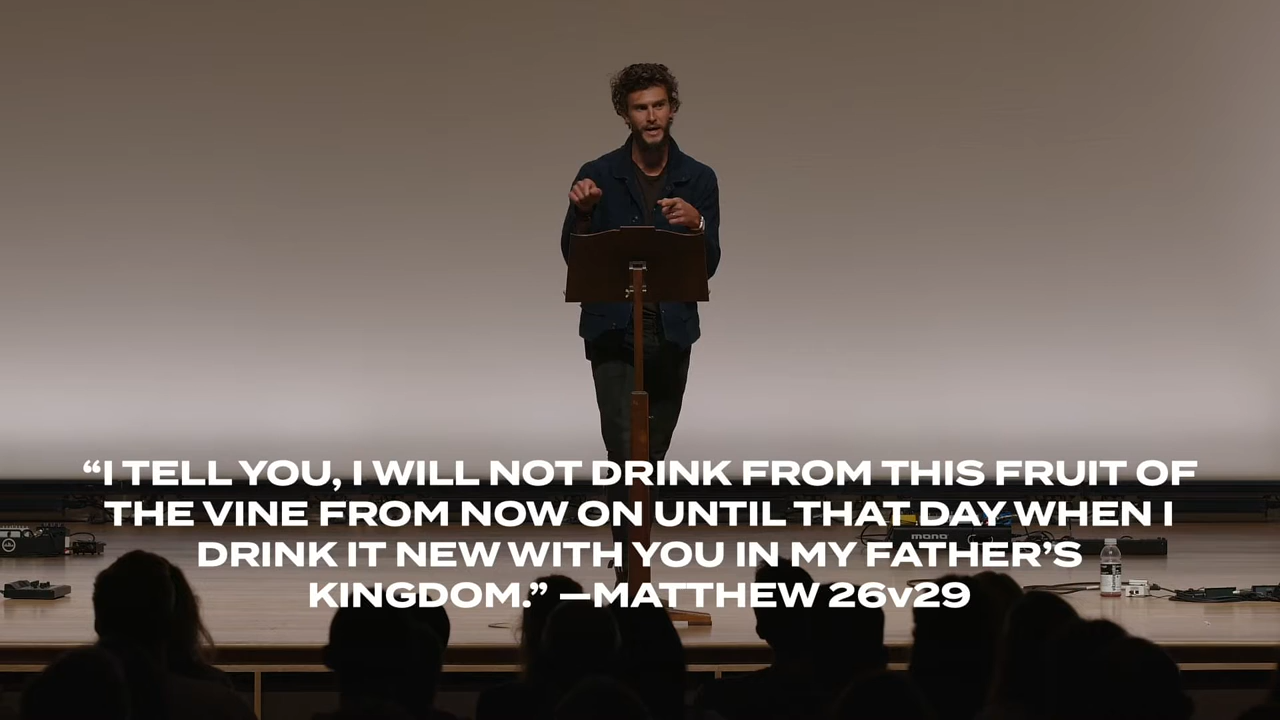 “I TELL YOU, I WILL NOT DRINK FROM THIS FRUIT OF
THE VINE FROM NOW ON UNTIL THAT DAY WHEN I
DRINK IT NEW WITH YOU IN MY FATHER’S
KINGDOM.” —MATTHEW 26v29
mono